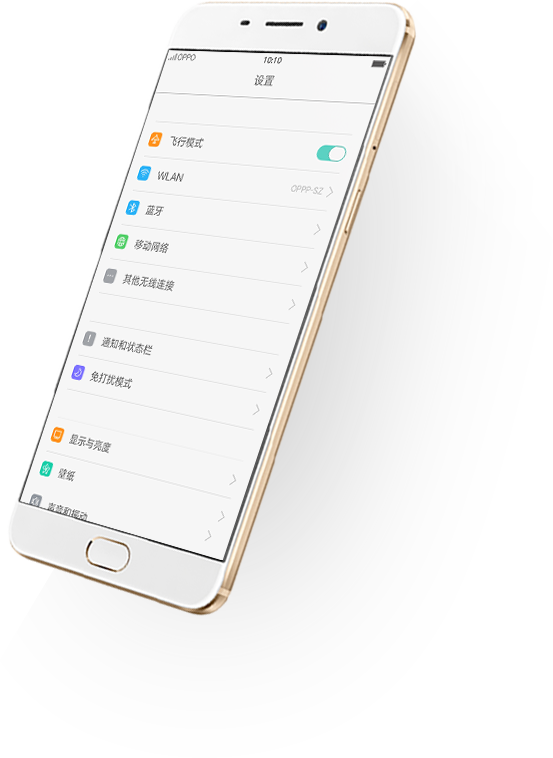 OPPO 10:10
设置
飞行模式
WLAN OPPP-SZ
蓝牙
移动网络
其他无线连接
通知和状态栏
免打扰模式
显示与亮度
壁纸
声音和振动